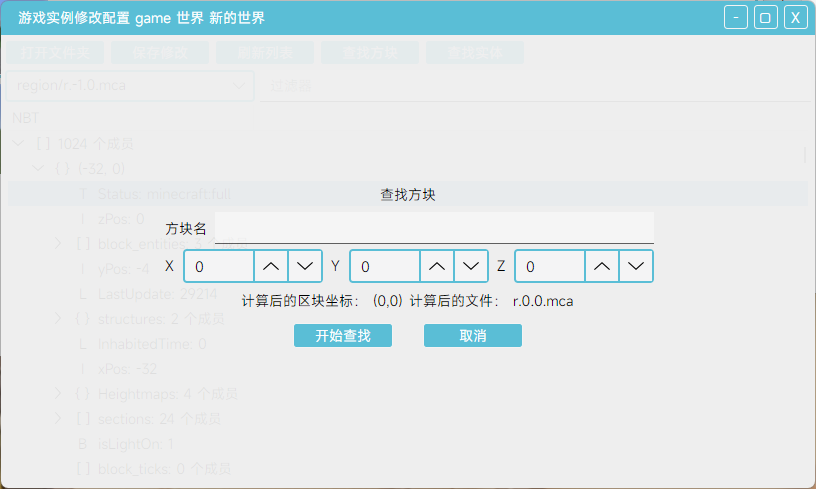 游戏实例修改配置 game 世界 新的世界
- □ X
打开文件夹 保存修改 重新列表 查找方块 查找实体
region/r.-1.0.mca
NBT
[ ] 1024 个成员
{ } (-32, 0)
T Status: minecraft:full
查找方块
I zPos: 0
方块名
[ ] block_entities: 5 个成员
X 0 Y 0 Z 0
I yPos: -4
L LastUpdate: 29214
计算后的区块坐标： (0,0) 计算后的文件： r.0.0.mca
{ } structures: 2 个成员
开始查找 取消
L InhabitedTime: 0
I xPos: -32
{ } Heightmaps: 4 个成员
[ ] sections: 24 个成员
B isLightOn: 1
[ ] block_ticks: 0 个成员